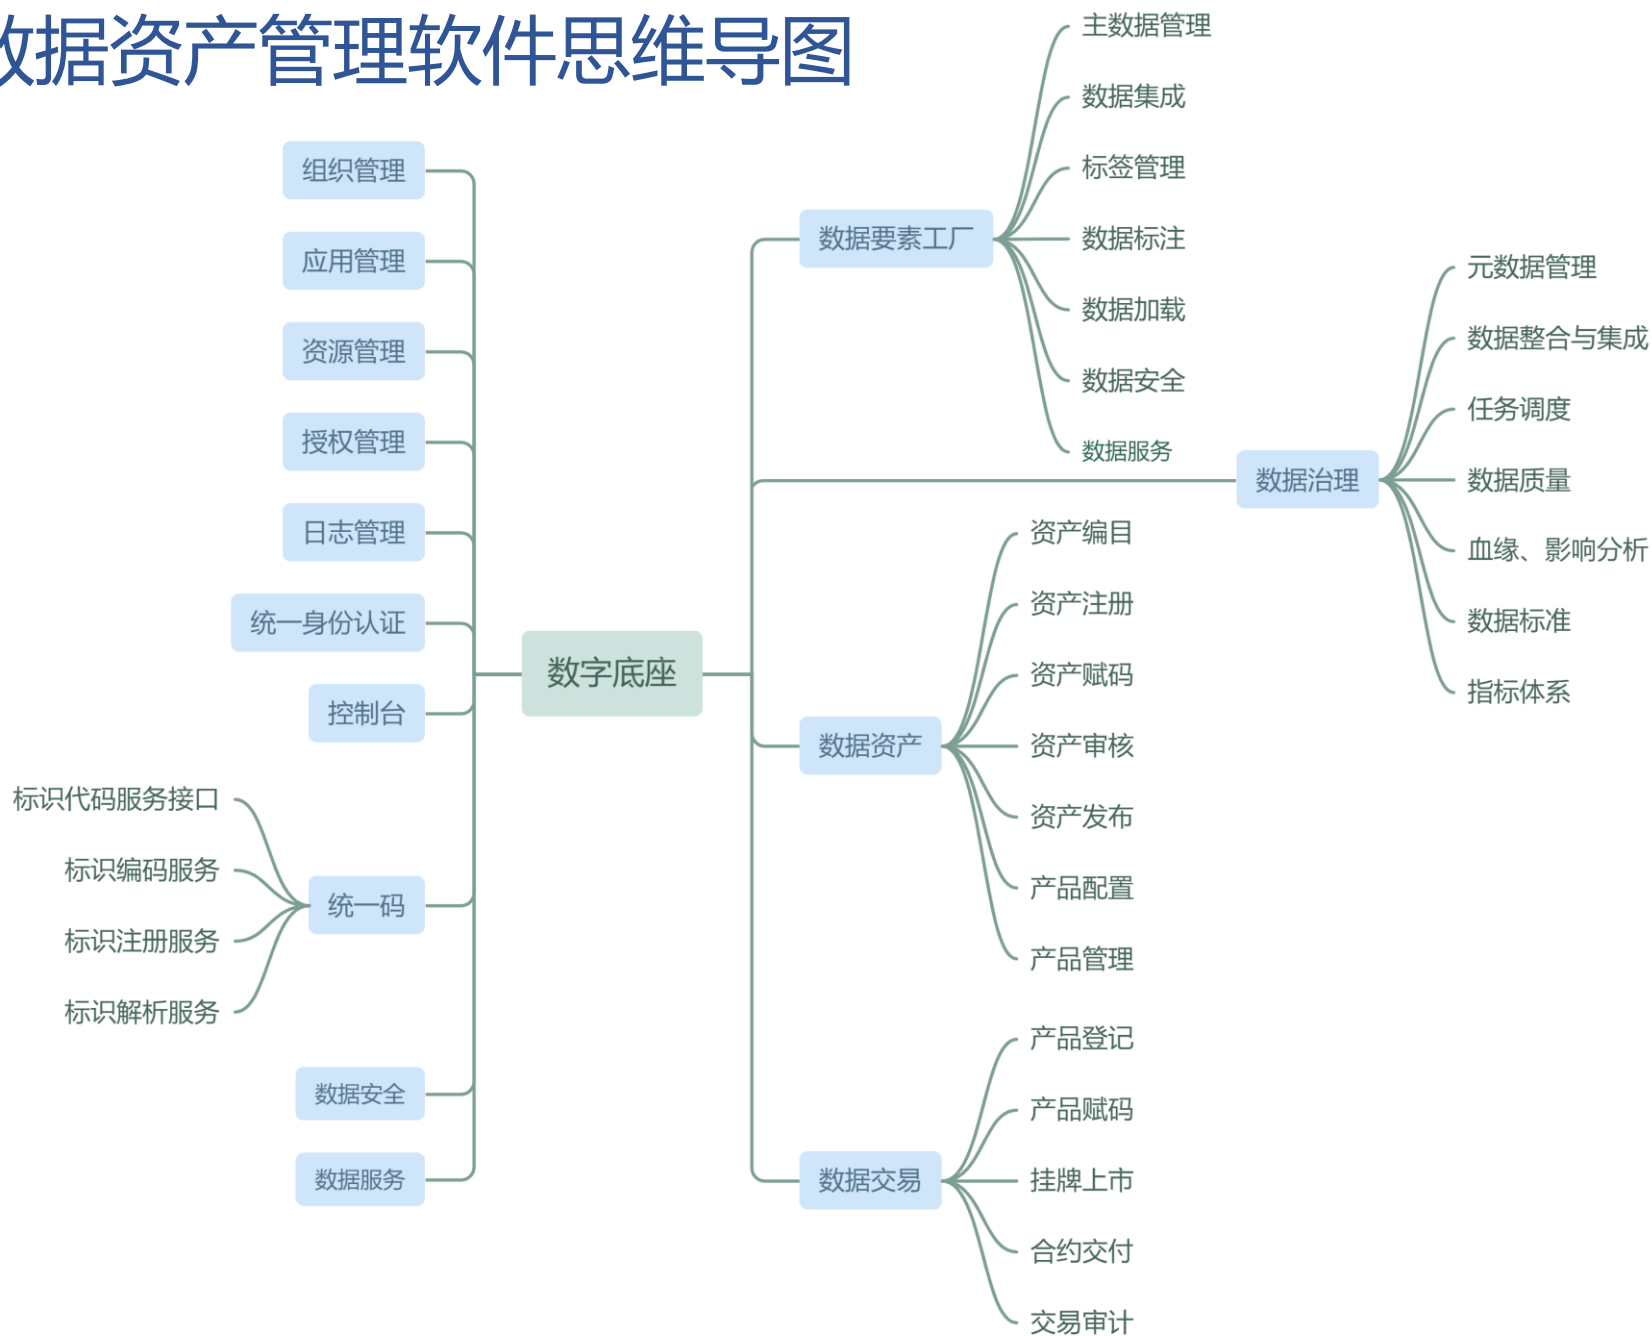 数据资产管理软件思维导图
组织管理
应用管理
资源管理
授权管理
日志管理
统一身份认证
控制台
统一码
标识代码服务接口
标识编码服务
标识注册服务
标识解析服务
数据安全
数据服务
数字底座
数据要素工厂
主数据管理
数据集成
标签管理
数据标注
数据加载
数据安全
数据服务
数据治理
元数据管理
数据整合与集成
任务调度
数据质量
血缘、影响分析
数据标准
指标体系
数据资产
资产编目
资产注册
资产赋码
资产审核
资产发布
产品配置
产品管理
数据交易
产品登记
产品赋码
挂牌上市
合约交付
交易审计